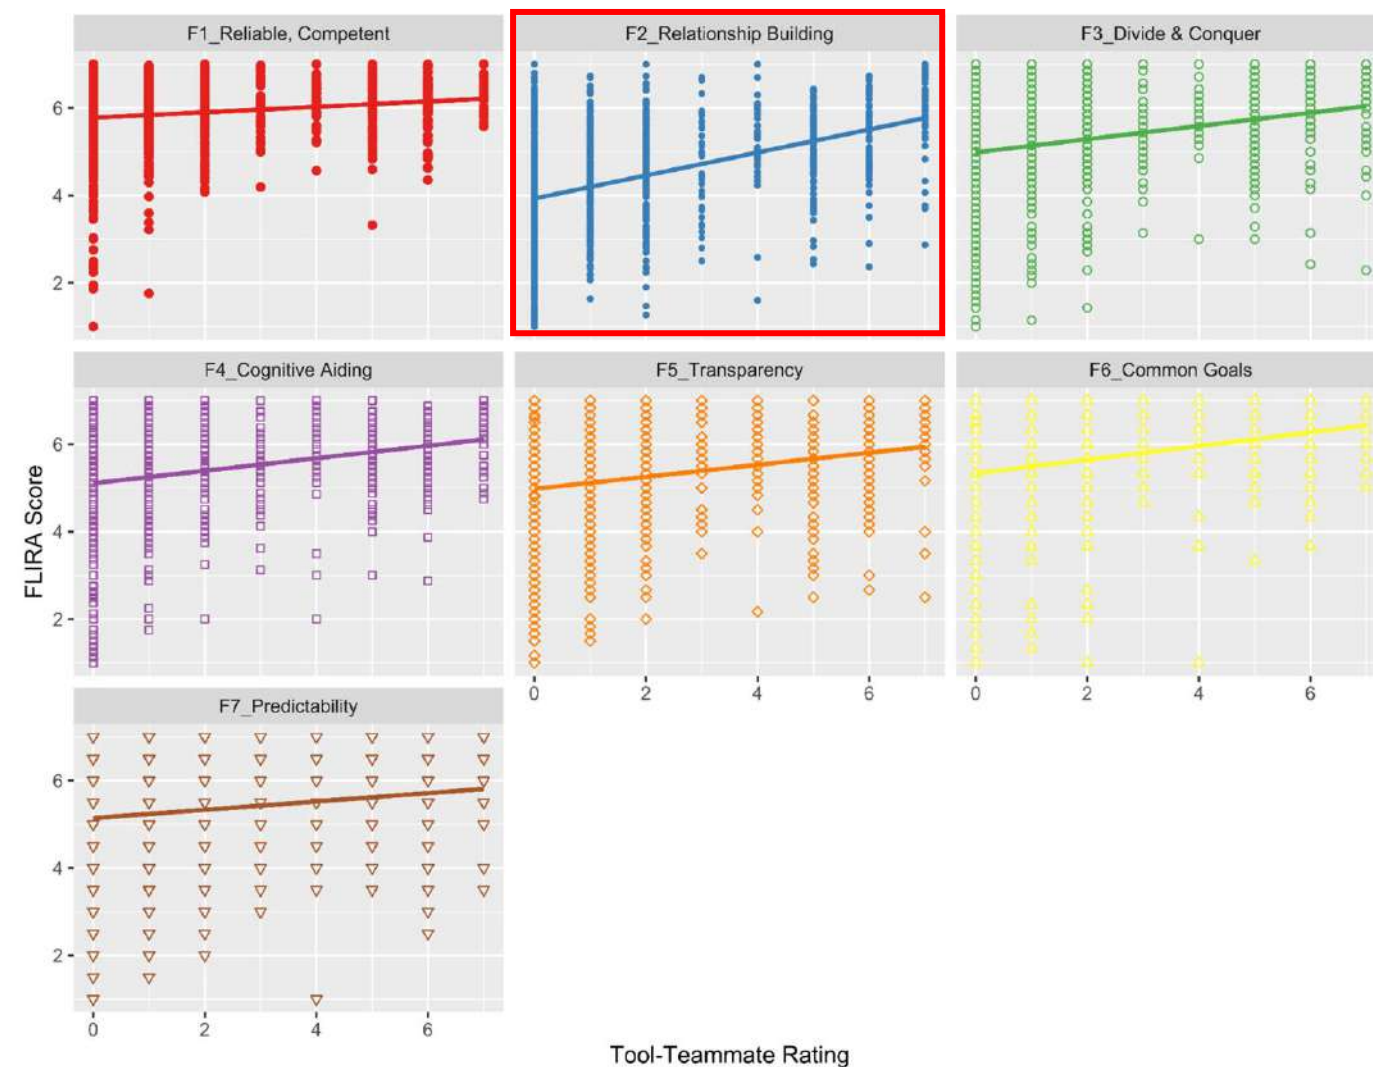 F1_Reliable, Competent
F2_Relationship Building
F3_Divide & Conquer
6
4
2
F4_Cognitive Aiding
F5_Transparency
F6_Common Goals
FLIRA Score
6
4
2
0
2
4
6
0
2
4
6
F7_Predictability
6
4
2
0
2
4
6
Tool-Teammate Rating